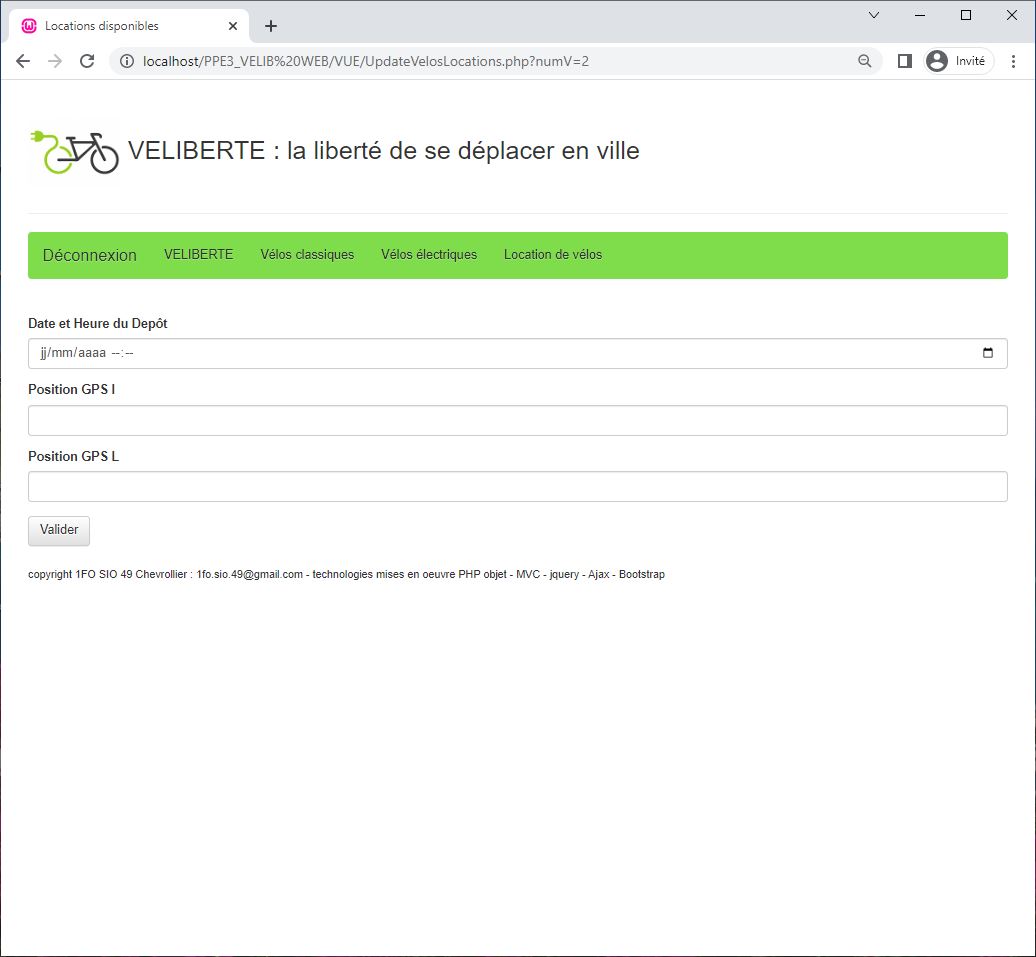 Locations disponibles
localhost/PPE3_VELIB%20WEB/VUE/UpdateVelosLocations.php?numV=2
Invité
VELIBERTE : la liberté de se déplacer en ville
Déconnexion VELIBERTE Vélos classiques Vélos électriques Location de vélos
Date et Heure du Depôt
jj/mm/aaaa --:--
Position GPS l
Position GPS L
Valider
copyright 1FO SIO 49 Chevrollier : 1fo.sio.49@gmail.com - technologies mises en oeuvre PHP objet - MVC - jquery - Ajax - Bootstrap